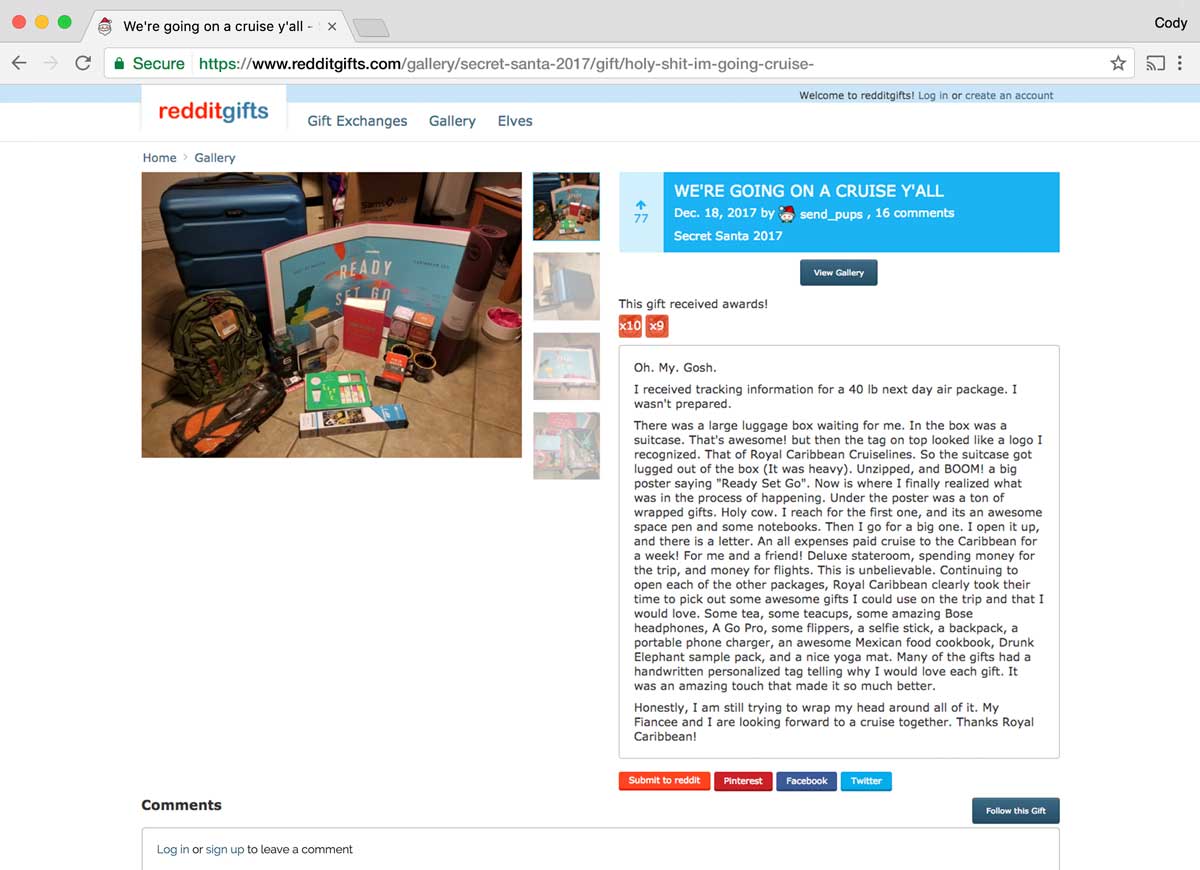 We're going on a cruise y'all -
Cody
Secure https://www.redditgifts.com/gallery/secret-santa-2017/gift/holy-shit-im-going-cruise-
Welcome to redditgifts! Log in or create an account
redditgifts
Gift Exchanges Gallery Elves
Home Gallery
READY
SET GO
77
WE'RE GOING ON A CRUISE Y'ALL
Dec. 18, 2017 by send_pups , 16 comments
Secret Santa 2017
View Gallery
This gift received awards!
x10 x9
Oh. My. Gosh.
I received tracking information for a 40 lb next day air package. I
wasn't prepared.
There was a large luggage box waiting for me. In the box was a
suitcase. That's awesome! but then the tag on top looked like a logo I
recognized. That of Royal Caribbean Cruiselines. So the suitcase got
lugged out of the box (It was heavy). Unzipped, and BOOM! a big
poster saying "Ready Set Go". Now is where I finally realized what
was in the process of happening. Under the poster was a ton of
wrapped gifts. Holy cow. I reach for the first one, and its an awesome
space pen and some notebooks. Then I go for a big one. I open it up,
and there is a letter. An all expenses paid cruise to the Caribbean for
a week! For me and a friend! Deluxe stateroom, spending money for
the trip, and money for flights. This is unbelievable. Continuing to
open each of the other packages, Royal Caribbean clearly took their
time to pick out some awesome gifts I could use on the trip and that I
would love. Some tea, some teacups, some amazing Bose
headphones, A Go Pro, some flippers, a selfie stick, a backpack, a
portable phone charger, an awesome Mexican food cookbook, Drunk
Elephant sample pack, and a nice yoga mat. Many of the gifts had a
handwritten personalized tag telling why I would love each gift. It
was an amazing touch that made it so much better.
Honestly, I am still trying to wrap my head around all of it. My
Fiancee and I are looking forward to a cruise together. Thanks Royal
Caribbean!
Submit to reddit Pinterest Facebook Twitter
Comments
Follow this Gift
Log in or sign up to leave a comment